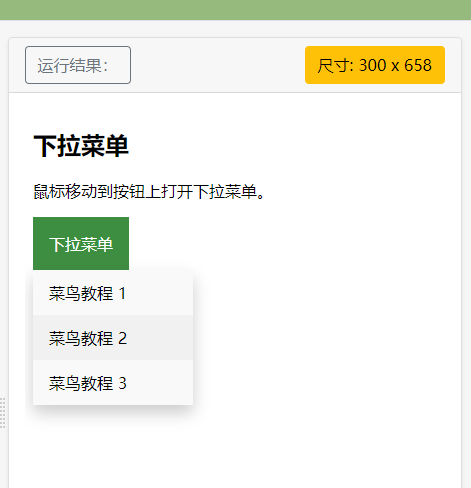 运行结果:
尺寸: 300 x 658
下拉菜单
鼠标移动到按钮上打开下拉菜单。
下拉菜单
菜鸟教程 1
菜鸟教程 2
菜鸟教程 3